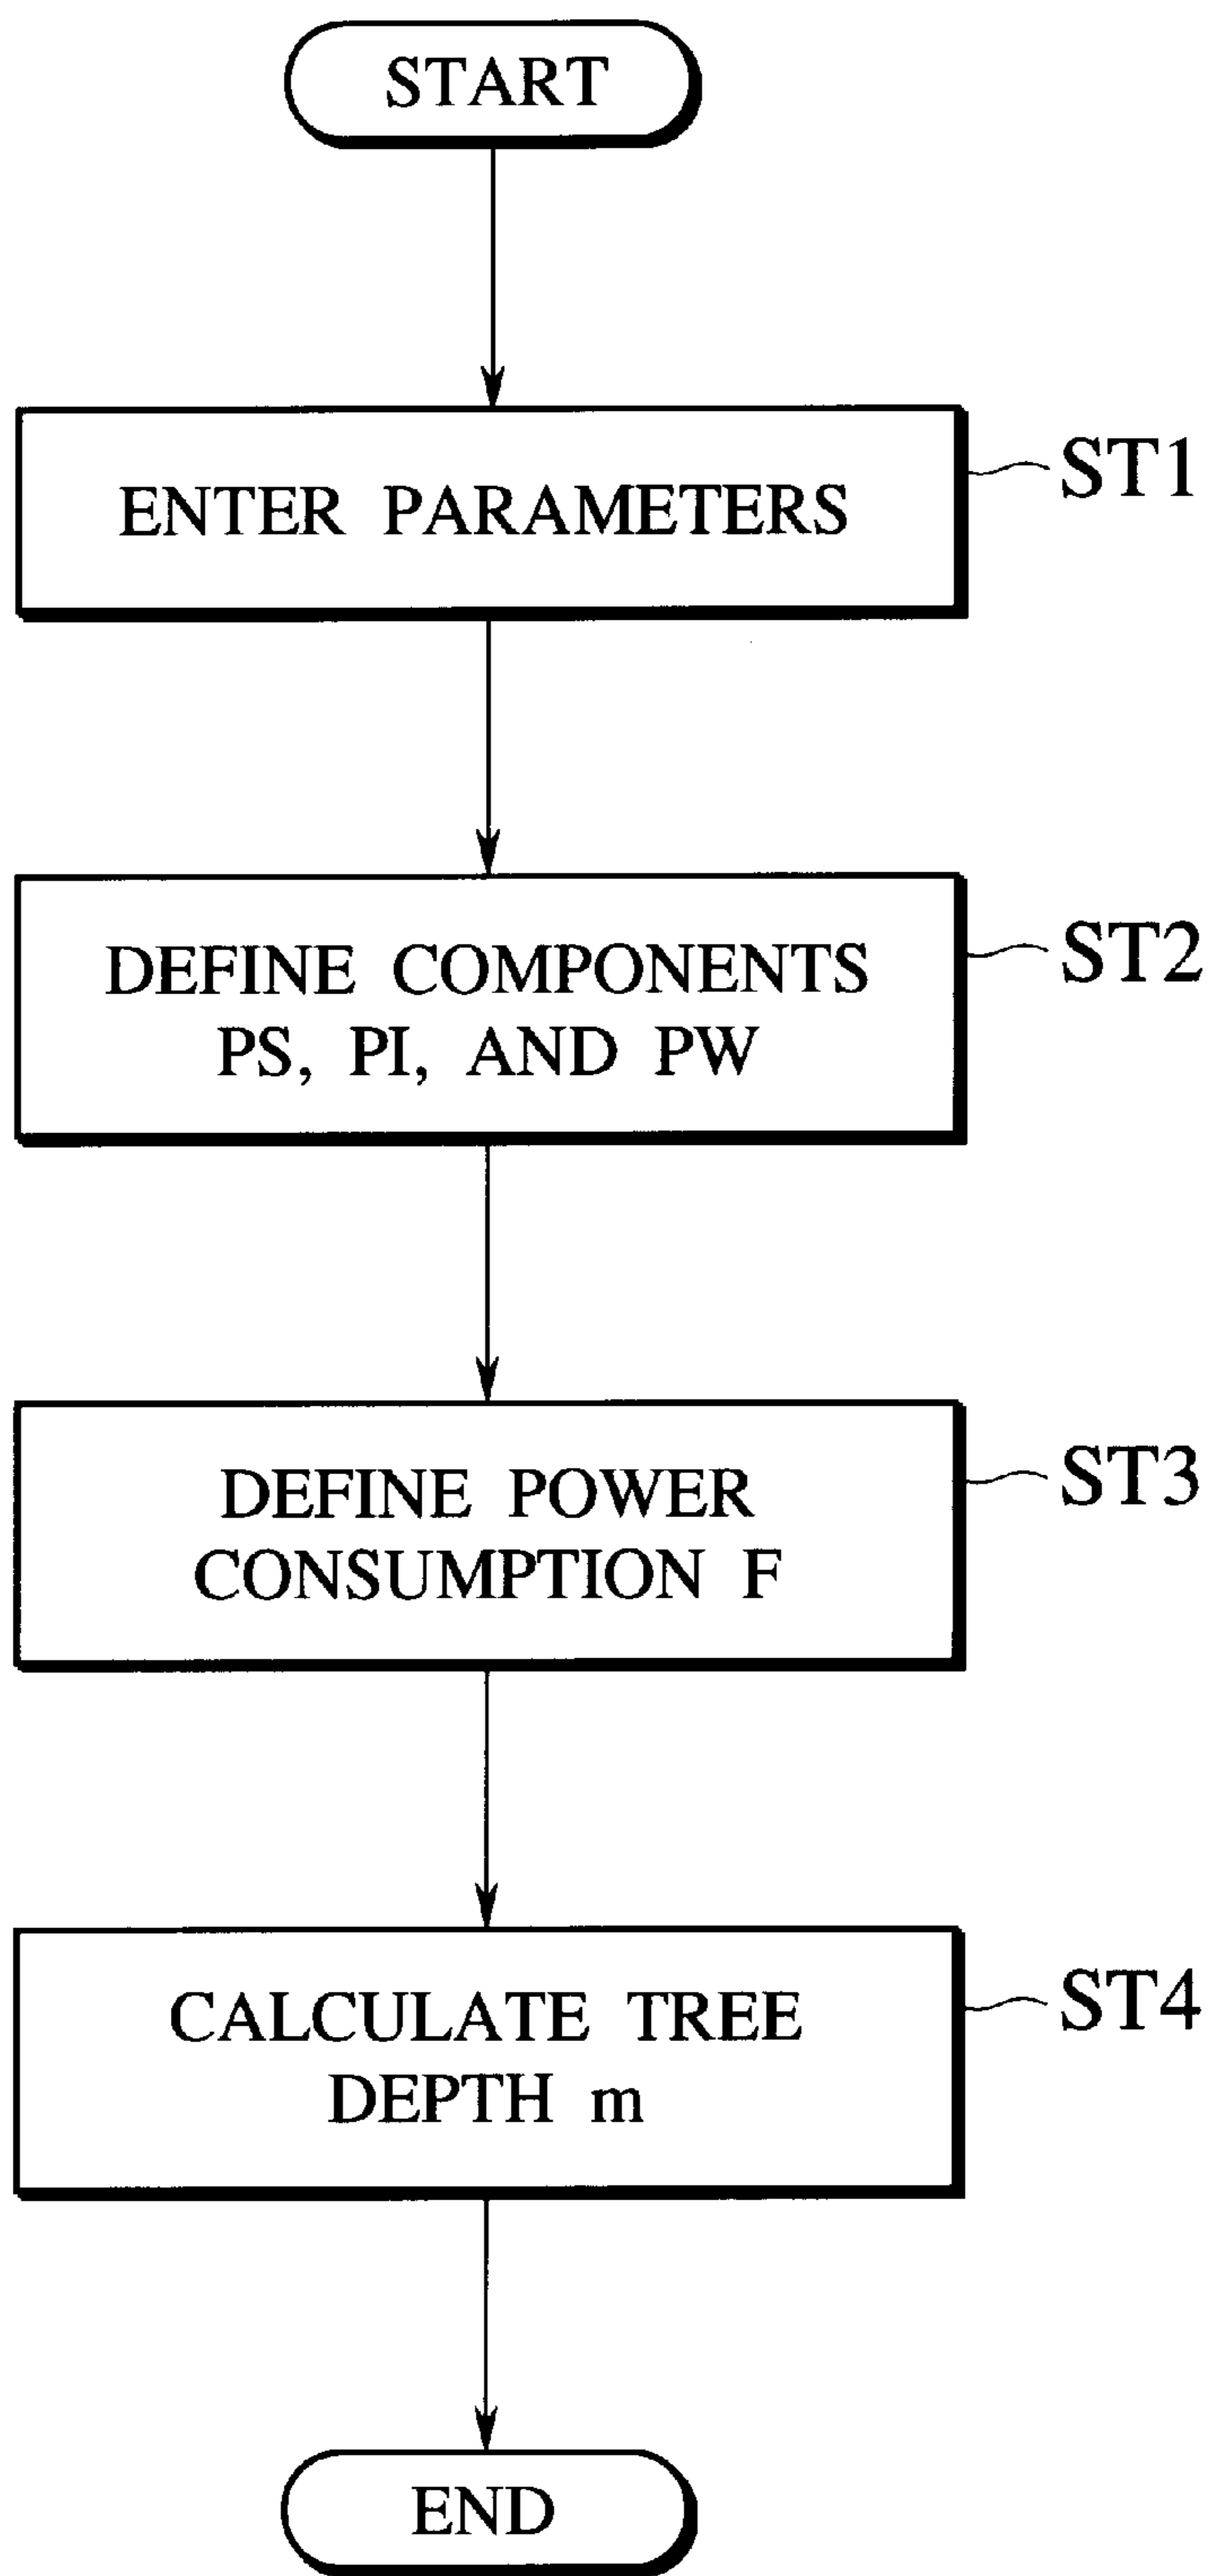 START
ENTER PARAMETERS
ST1
DEFINE COMPONENTS
PS, PI, AND PW
ST2
DEFINE POWER
CONSUMPTION F
ST3
CALCULATE TREE
DEPTH m
ST4
END